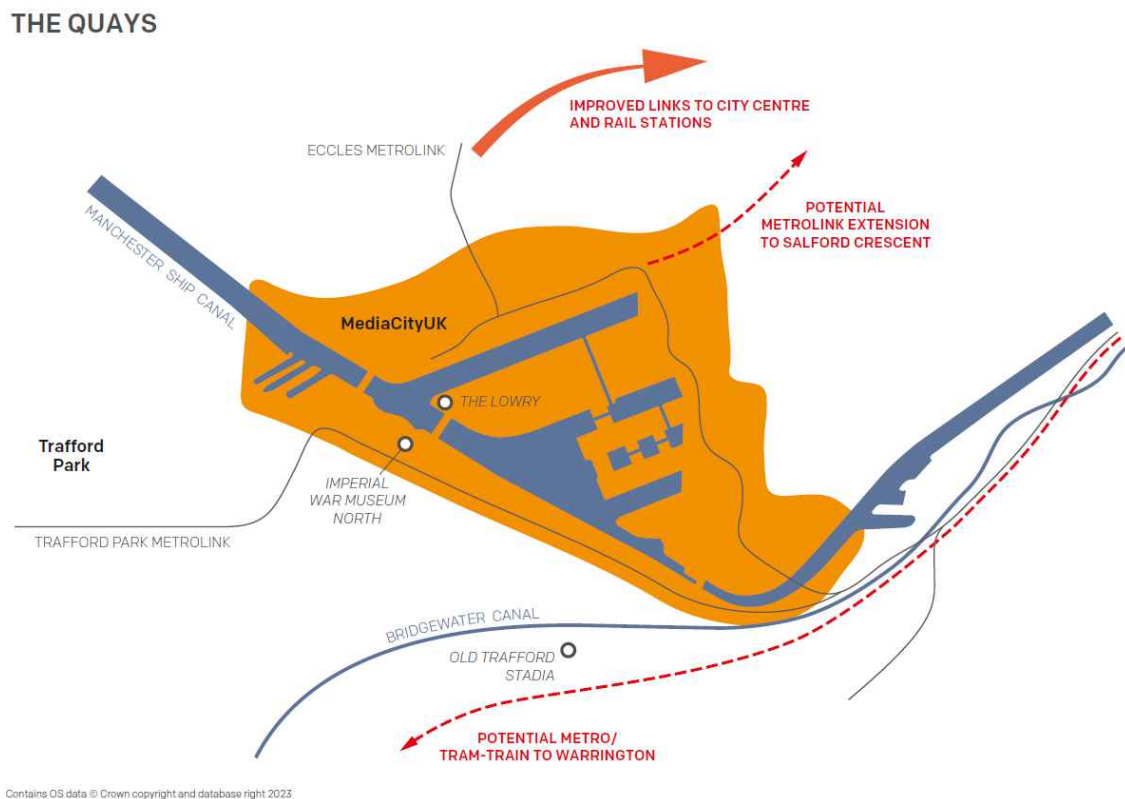 THE QUAYS
IMPROVED LINKS TO CITY CENTRE
AND RAIL STATIONS
ECCLES METROLINK
POTENTIAL
METROLINK EXTENSION
TO SALFORD CRESCENT
MANCHESTER SHIP CANAL
MediaCityUK
THE LOWRY
Trafford
Park
IMPERIAL
WAR MUSEUM
NORTH
TRAFFORD PARK METROLINK
BRIDGEWATER CANAL
OLD TRAFFORD
STADIA
POTENTIAL METRO/
TRAM-TRAIN TO WARRINGTON
Contains OS data © Crown copyright and database right 2023